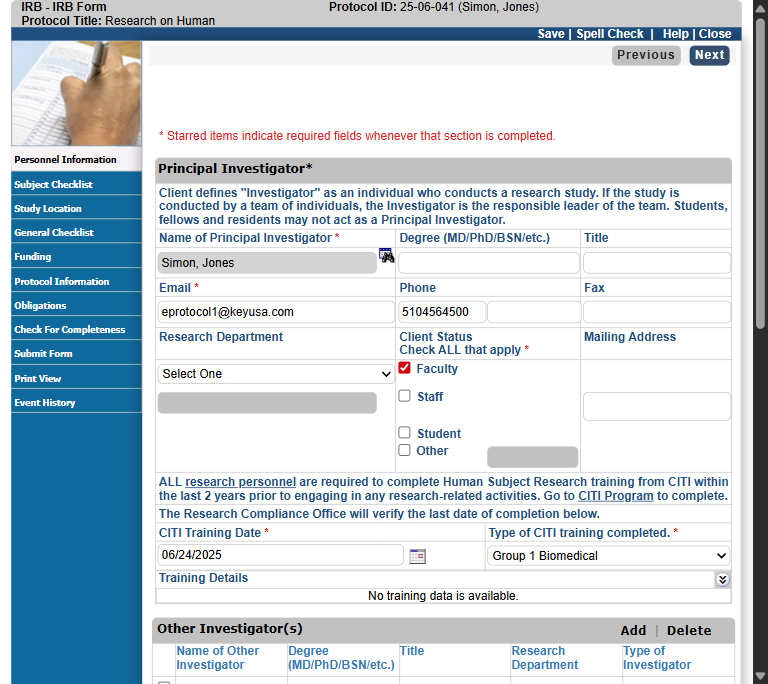 IRB - IRB Form
Protocol ID: 25-06-041 (Simon, Jones)
Protocol Title: Research on Human
Save | Spell Check | Help | Close
Previous Next
* Starred items indicate required fields whenever that section is completed.
Personnel Information
Subject Checklist
Study Location
General Checklist
Funding
Protocol Information
Obligations
Check For Completeness
Submit Form
Print View
Event History
Principal Investigator*
Client defines "Investigator" as an individual who conducts a research study. If the study is
conducted by a team of individuals, the Investigator is the responsible leader of the team. Students,
fellows and residents may not act as a Principal Investigator.
Name of Principal Investigator * Degree (MD/PhD/BSN/etc.) Title
Simon, Jones
Email * Phone Fax
eprotocol1@keyusa.com 5104564500
Research Department Client Status Mailing Address
Check ALL that apply *
Select One Faculty
Staff
Student
Other
ALL research personnel are required to complete Human Subject Research training from CITI within
the last 2 years prior to engaging in any research-related activities. Go to CITI Program to complete.
The Research Compliance Office will verify the last date of completion below.
CITI Training Date * Type of CITI training completed. *
06/24/2025 Group 1 Biomedical
Training Details
No training data is available.
Other Investigator(s) Add | Delete
Name of Other Degree Title Research Type of
Investigator (MD/PhD/BSN/etc.) Department Investigator